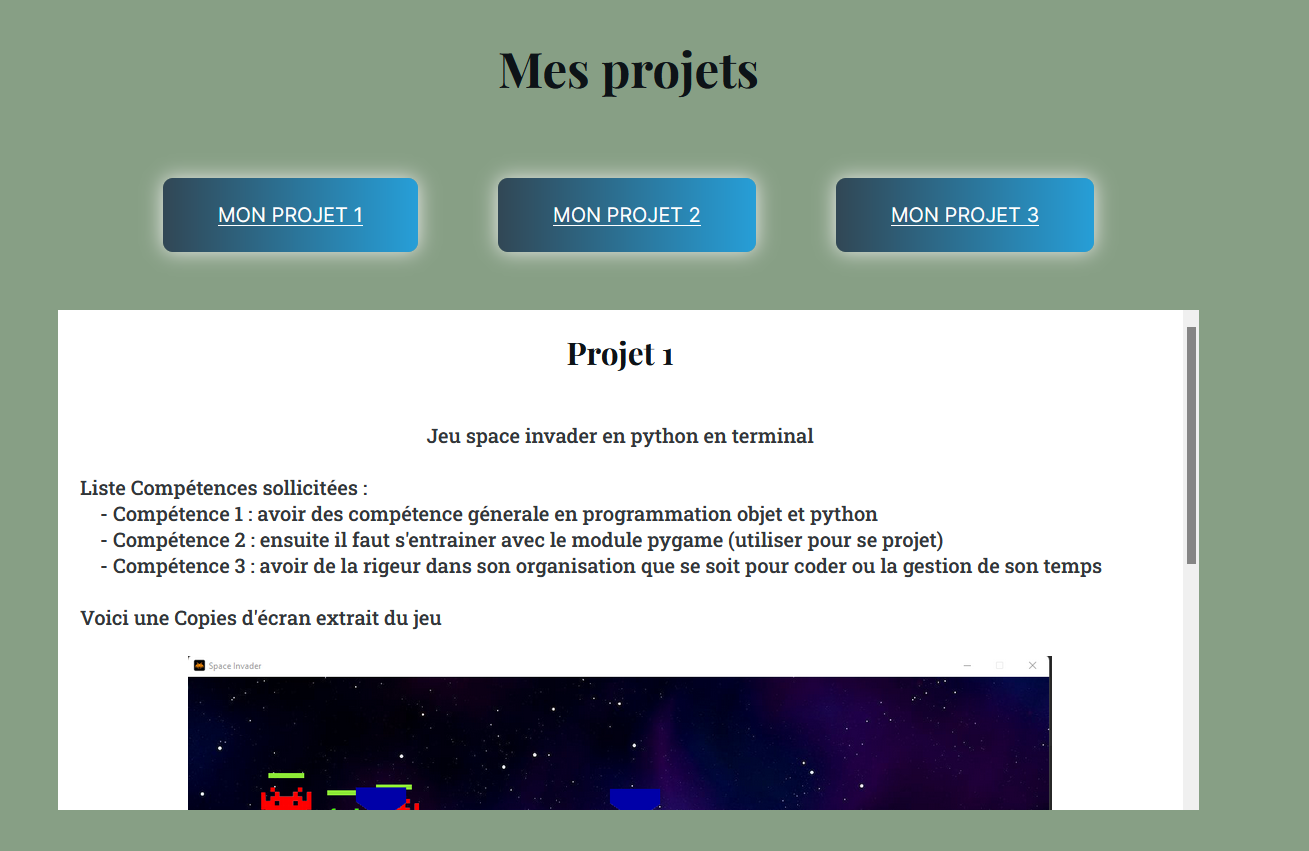 Mes projets
MON PROJET 1
MON PROJET 2
MON PROJET 3
Projet 1
Jeu space invader en python en terminal
Liste Compétences sollicitées :
- Compétence 1 : avoir des compétence génerale en programmation objet et python
- Compétence 2 : ensuite il faut s'entrainer avec le module pygame (utiliser pour se projet)
- Compétence 3 : avoir de la rigeur dans son organisation que se soit pour coder ou la gestion de son temps
Voici une Copies d'écran extrait du jeu
Space Invader